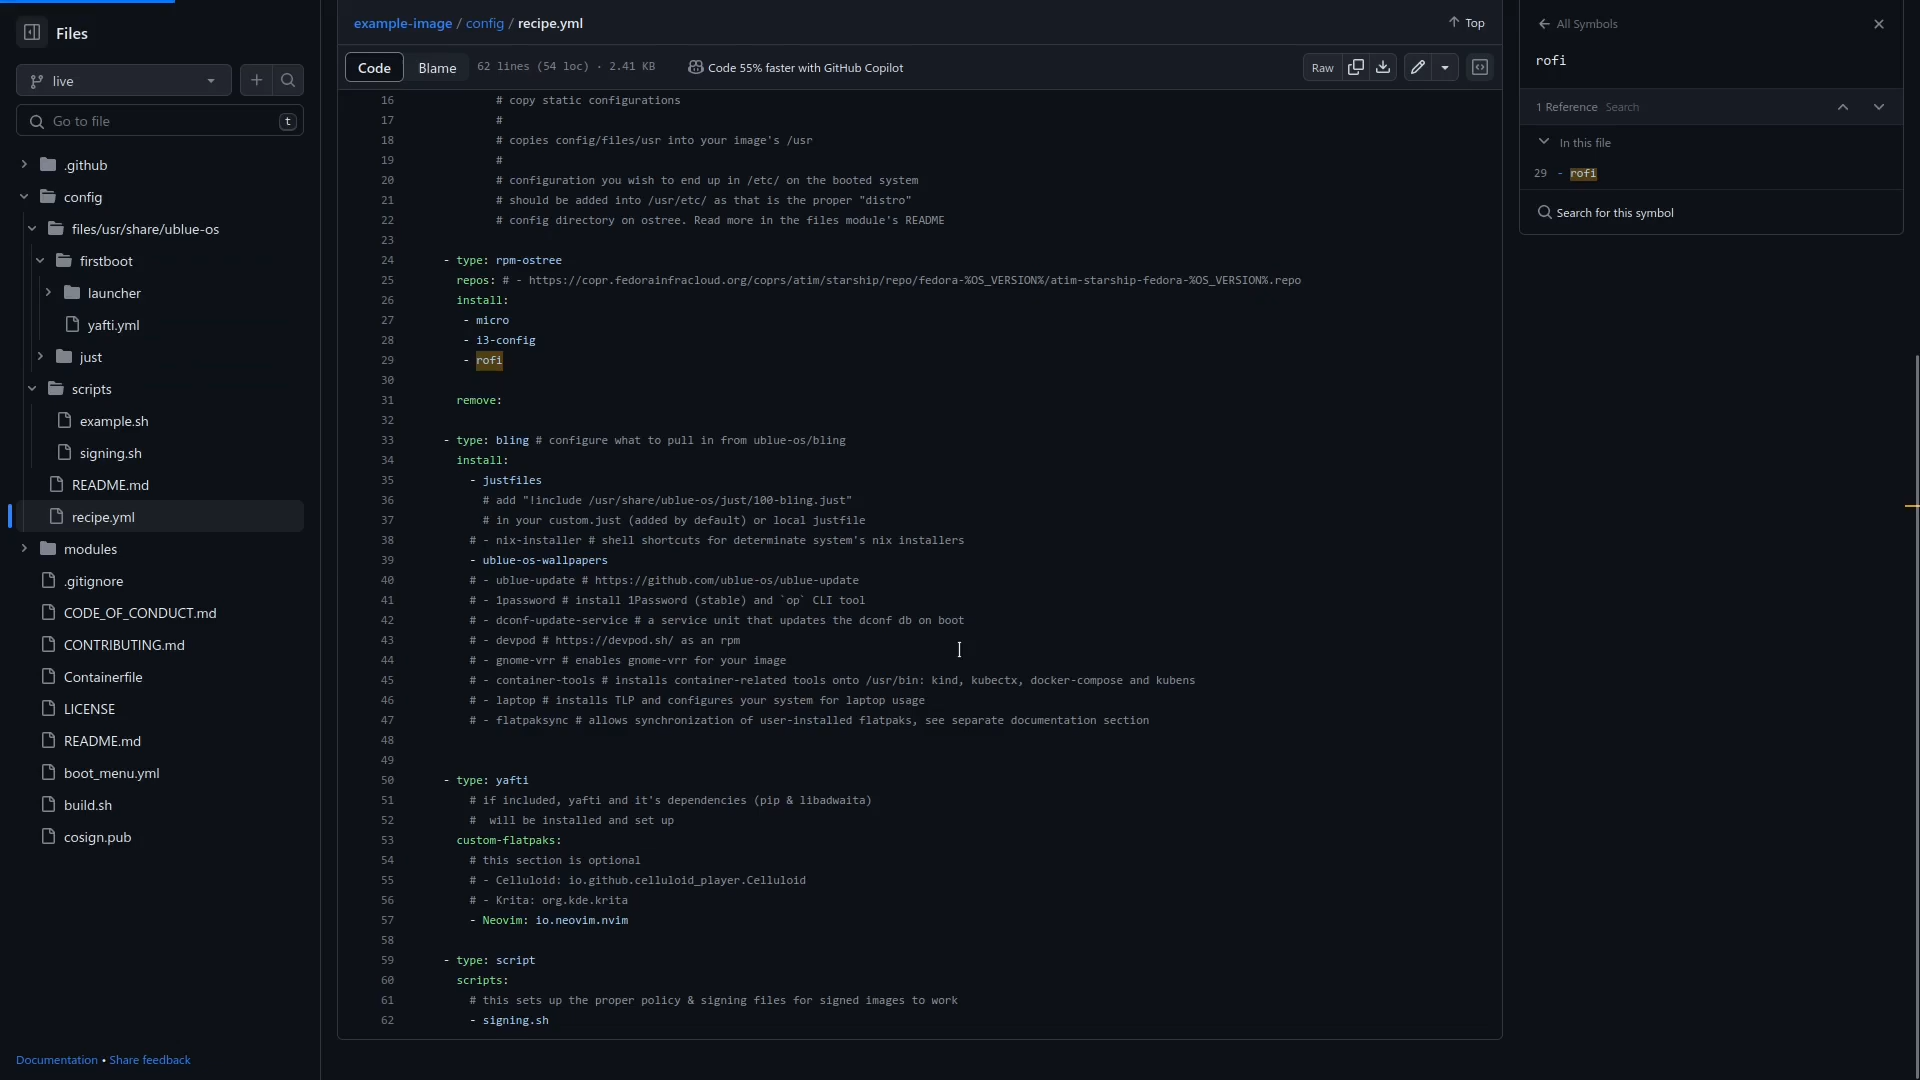 Files
live
Go to file
t
.github
config
files/usr/share/ublue-os
firstboot
launcher
yafti.yml
just
scripts
example.sh
signing.sh
README.md
recipe.yml
modules
.gitignore
CODE_OF_CONDUCT.md
CONTRIBUTING.md
Containerfile
LICENSE
README.md
boot_menu.yml
build.sh
cosign.pub
Documentation • Share feedback
example-image / config / recipe.yml
Top
Code Blame 62 lines (54 loc) · 2.41 KB Code 55% faster with GitHub Copilot
Raw
16 # copy static configurations
17 #
18 # copies config/files/usr into your image's /usr
19 #
20 # configuration you wish to end up in /etc/ on the booted system
21 # should be added into /usr/etc/ as that is the proper "distro"
22 # config directory on ostree. Read more in the files module's README
23
24 - type: rpm-ostree
25 repos: # - https://copr.fedorainfracloud.org/coprs/atim/starship/repo/fedora-%OS_VERSION%/atim-starship-fedora-%OS_VERSION%.repo
26 install:
27 - micro
28 - i3-config
29 - rofi
30
31 remove:
32
33 - type: bling # configure what to pull in from ublue-os/bling
34 install:
35 - justfiles
36 # add "!include /usr/share/ublue-os/just/100-bling.just"
37 # in your custom.just (added by default) or local justfile
38 # - nix-installer # shell shortcuts for determinate system's nix installers
39 - ublue-os-wallpapers
40 # - ublue-update # https://github.com/ublue-os/ublue-update
41 # - 1password # install 1Password (stable) and `op` CLI tool
42 # - dconf-update-service # a service unit that updates the dconf db on boot
43 # - devpod # https://devpod.sh/ as an rpm
44 # - gnome-vrr # enables gnome-vrr for your image
45 # - container-tools # installs container-related tools onto /usr/bin: kind, kubectx, docker-compose and kubens
46 # - laptop # installs TLP and configures your system for laptop usage
47 # - flatpaksync # allows synchronization of user-installed flatpaks, see separate documentation section
48
49
50 - type: yafti
51 # if included, yafti and it's dependencies (pip & libadwaita)
52 #  will be installed and set up
53 custom-flatpaks:
54 # this section is optional
55 # - Celluloid: io.github.celluloid_player.Celluloid
56 # - Krita: org.kde.krita
57 - Neovim: io.neovim.nvim
58
59 - type: script
60 scripts:
61 # this sets up the proper policy & signing files for signed images to work
62 - signing.sh
All Symbols
rofi
1 Reference Search
In this file
29 - rofi
Search for this symbol